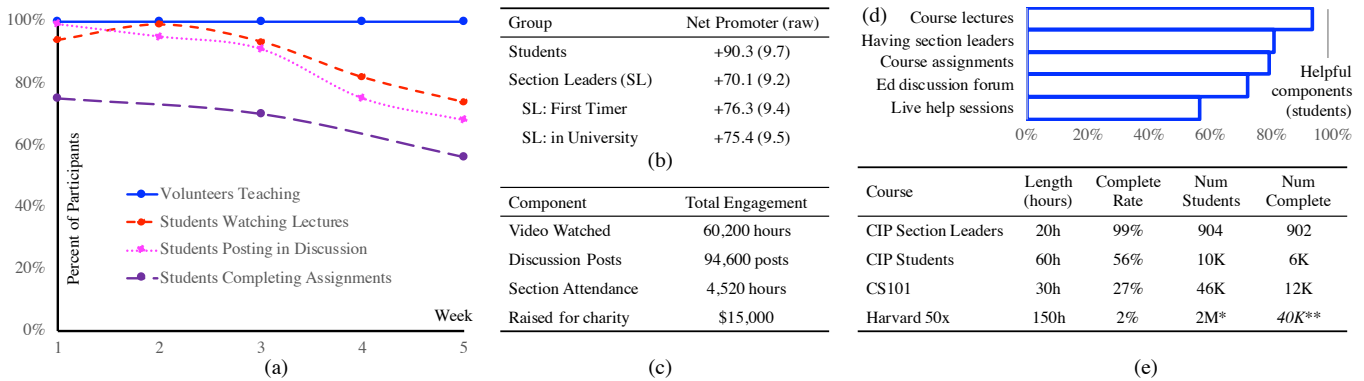 100%
80%
60%
40%
20%
0%
Percent of Participants
Volunteers Teaching
Students Watching Lectures
Students Posting in Discussion
Students Completing Assignments
Week
1 2 3 4 5
(a)
Group Net Promoter (raw)
Students +90.3 (9.7)
Section Leaders (SL) +70.1 (9.2)
SL: First Timer +76.3 (9.4)
SL: in University +75.4 (9.5)
(b)
Component Total Engagement
Video Watched 60,200 hours
Discussion Posts 94,600 posts
Section Attendance 4,520 hours
Raised for charity $15,000
(c)
(d)
Course lectures
Having section leaders
Course assignments
Ed discussion forum
Live help sessions
0% 20% 40% 60% 80% 100%
Helpful
components
(students)
Course Length Complete Num Num
(hours) Rate Students Complete
CIP Section Leaders 20h 99% 904 902
CIP Students 60h 56% 10K 6K
CS101 30h 27% 46K 12K
Harvard 50x 150h 2% 2M* 40K**
(e)